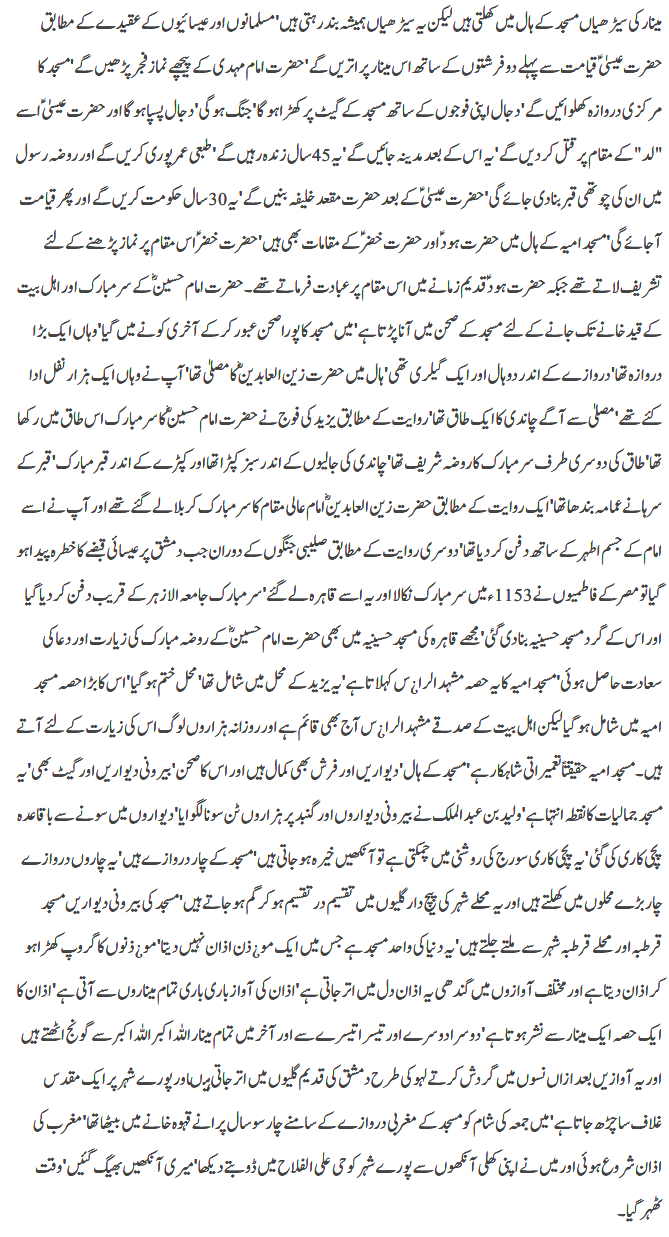 مینار کی سیڑھیاں مسجد کے ہال میں کھلتی ہیں لیکن یہ سیڑھیاں ہمیشہ بند رہتی ہیں' مسلمانوں اور عیسائیوں کے عقیدے کے مطابق
حضرت عیسیٰؑ قیامت سے پہلے دو فرشتوں کے ساتھ اس مینار پر اتریں گے' حضرت امام مہدی کے پیچھے نماز فجر پڑھیں گے' مسجد کا
مرکزی دروازہ کھلوائیں گے' دجال اپنی فوجوں کے ساتھ مسجد کے گیٹ پر کھڑا ہو گا' جنگ ہو گی' دجال پسپا ہو گا اور حضرت عیسیٰؑ اسے
"لد" کے مقام پر قتل کر دیں گے' یہ اس کے بعد مدینہ جائیں گے' یہ 45 سال زندہ رہیں گے' طبعی عمر پوری کریں گے اور روضہ رسول
میں ان کی چوتھی قبر بنا دی جائے گی' حضرت عیسیٰؑ کے بعد حضرت مقعد خلیفہ بنیں گے' یہ 30 سال حکومت کریں گے اور پھر قیامت
آ جائے گی' مسجد امیہ کے ہال میں حضرت ہودؑ اور حضرت خضرؑ کے مقامات بھی ہیں' حضرت خضرؑ اس مقام پر نماز پڑھنے کے لئے
تشریف لاتے تھے جبکہ حضرت ہودؑ قدیم زمانے میں اس مقام پر عبادت فرماتے تھے۔ حضرت امام حسینؓ کے سر مبارک اور اہل بیت
کے قید خانے تک جانے کے لئے مسجد کے صحن میں آنا پڑتا ہے' میں مسجد کا پورا صحن عبور کر کے آخری کونے میں گیا' وہاں ایک بڑا
دروازہ تھا' دروازے کے اندر دو ہال اور ایک گیلری تھی' ہال میں حضرت زین العابدینؓ کا مصلیٰ تھا' آپ نے وہاں ایک ہزار نفل ادا
کئے تھے' مصلیٰ سے آگے چاندی کا ایک طاق تھا' روایت کے مطابق یزید کی فوج نے حضرت امام حسینؓ کا سر مبارک اس طاق میں رکھا
تھا' طاق کی دوسری طرف سر مبارک کا روضہ شریف تھا' چاندی کی جالیوں کے اندر سبز کپڑا تھا اور کپڑے کے اندر قبر مبارک' قبر کے
سرہانے عمامہ بندھا تھا' ایک روایت کے مطابق حضرت زین العابدینؓ امام عالی مقام کا سر مبارک کربلا لے گئے تھے اور آپ نے اسے
امام کے جسم اطہر کے ساتھ دفن کر دیا تھا' دوسری روایت کے مطابق صلیبی جنگوں کے دوران جب دمشق پر عیسائی قبضے کا خطرہ پیدا ہو
گیا تو مصر کے فاطمیوں نے 1153ء میں سر مبارک نکالا اور یہ اسے قاہرہ لے گئے' سر مبارک جامعہ الازہر کے قریب دفن کر دیا گیا
اور اس کے گرد مسجد حسینیہ بنا دی گئی' مجھے قاہرہ کی مسجد حسینیہ میں بھی حضرت امام حسینؓ کے روضہ مبارک کی زیارت اور دعا کی
سعادت حاصل ہوئی' مسجد امیہ کا یہ حصہ مشہد الرا¿س کہلاتا ہے' یہ یزید کے محل میں شامل تھا' محل ختم ہو گیا' اس کا بڑا حصہ مسجد
امیہ میں شامل ہو گیا لیکن اہل بیت کے صدقے مشہد الرا¿س آج بھی قائم ہے اور روزانہ ہزاروں لوگ اس کی زیارت کے لئے آتے
ہیں۔ مسجد امیہ حقیقتاً تعمیراتی شاہکار ہے' مسجد کے ہال' دیواریں اور فرش بھی کمال ہیں اور اس کا صحن' بیرونی دیواریں اور گیٹ بھی' یہ
مسجد جمالیات کا نقطہ انتہا ہے' ولید بن عبدالملک نے بیرونی دیواروں اور گنبد پر ہزاروں ٹن سونا لگوایا' دیواروں میں سونے سے باقاعدہ
پچی کاری کی گئی' یہ پچی کاری سورج کی روشنی میں چمکتی ہے تو آنکھیں خیرہ ہو جاتی ہیں' مسجد کے چار دروازے ہیں' یہ چاروں دروازے
چار بڑے محلوں میں کھلتے ہیں اور یہ محلے شہر کی پیچ دار گلیوں میں تقسیم در تقسیم ہو کر گم ہو جاتے ہیں' مسجد کی بیرونی دیواریں مسجد
قرطبہ اور محلے قرطبہ شہر سے ملتے جلتے ہیں' یہ دنیا کی واحد مسجد ہے جس میں ایک مو¿ذن اذان نہیں دیتا' مو¿ذنوں کا گروپ کھڑا ہو
کر اذان دیتا ہے اور مختلف آوازوں میں گندھی یہ اذان دل میں اتر جاتی ہے' اذان کی آواز باری باری تمام میناروں سے آتی ہے' اذان کا
ایک حصہ ایک مینار سے نشر ہوتا ہے' دوسرا دوسرے اور تیسرا تیسرے سے اور آخر میں تمام مینار اللہ اکبر اللہ اکبر سے گونج اٹھتے ہیں
اور یہ آوازیں بعد ازاں نسوں میں گردش کرتے لہو کی طرح دمشق کی قدیم گلیوں میں اتر جاتی ہیں اور پورے شہر پر ایک مقدس
غلاف سا چڑھ جاتا ہے' میں جمعہ کی شام کو مسجد کے مغربی دروازے کے سامنے چار سو سال پرانے قہوہ خانے میں بیٹھا تھا' مغرب کی
اذان شروع ہوئی اور میں نے اپنی کھلی آنکھوں سے پورے شہر کو حی علی الفلاح میں ڈوبتے دیکھا' میری آنکھیں بھیگ گئیں' وقت
ٹھہر گیا۔